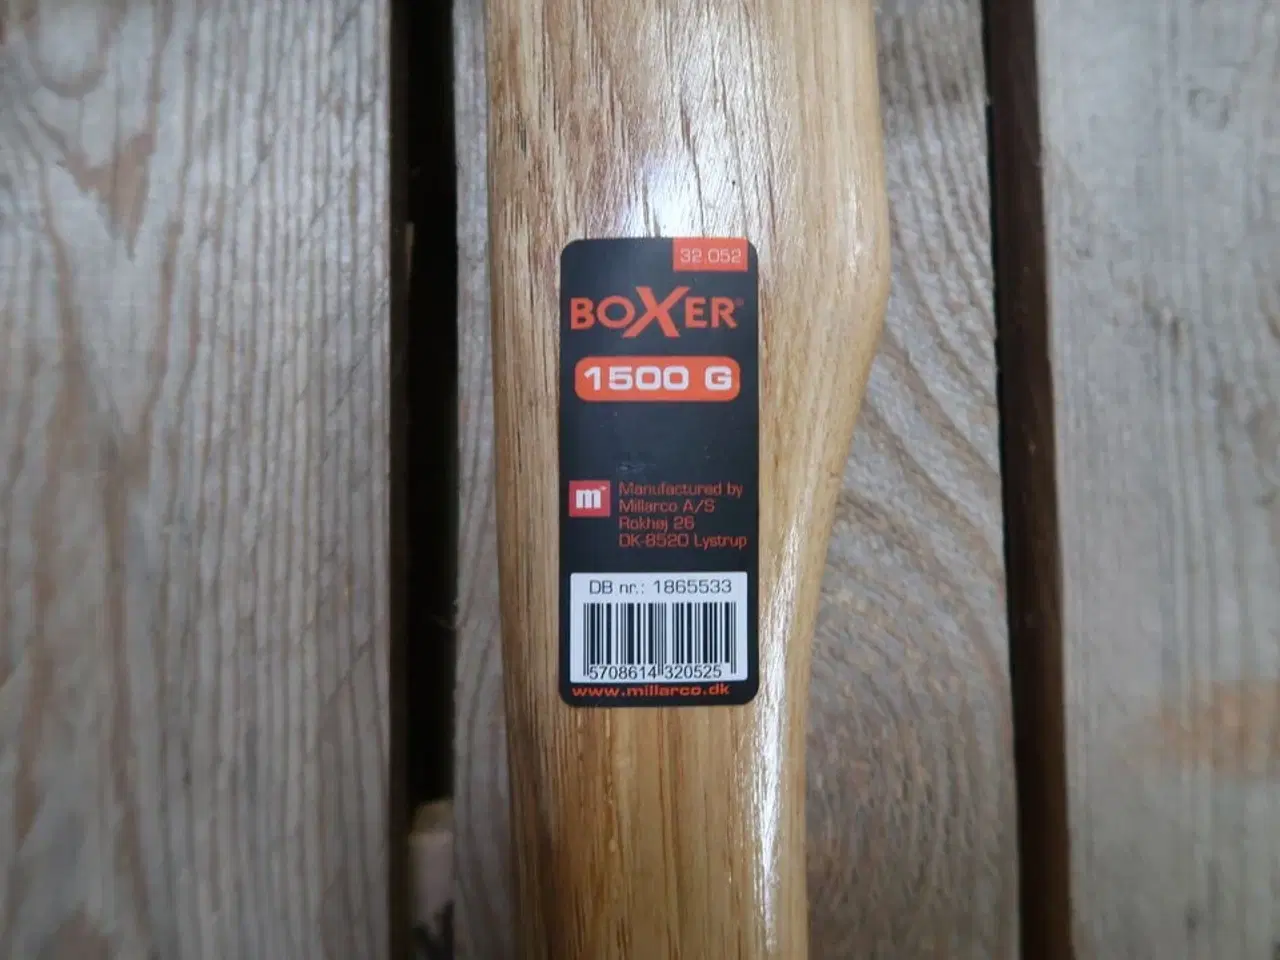 32.052
BOXER®
1500 G
m™
Manufactured by
Millarco A/S
Rokhøj 26
DK-8520 Lystrup
DB nr.: 1865533
5708614 320525
www.millarco.dk